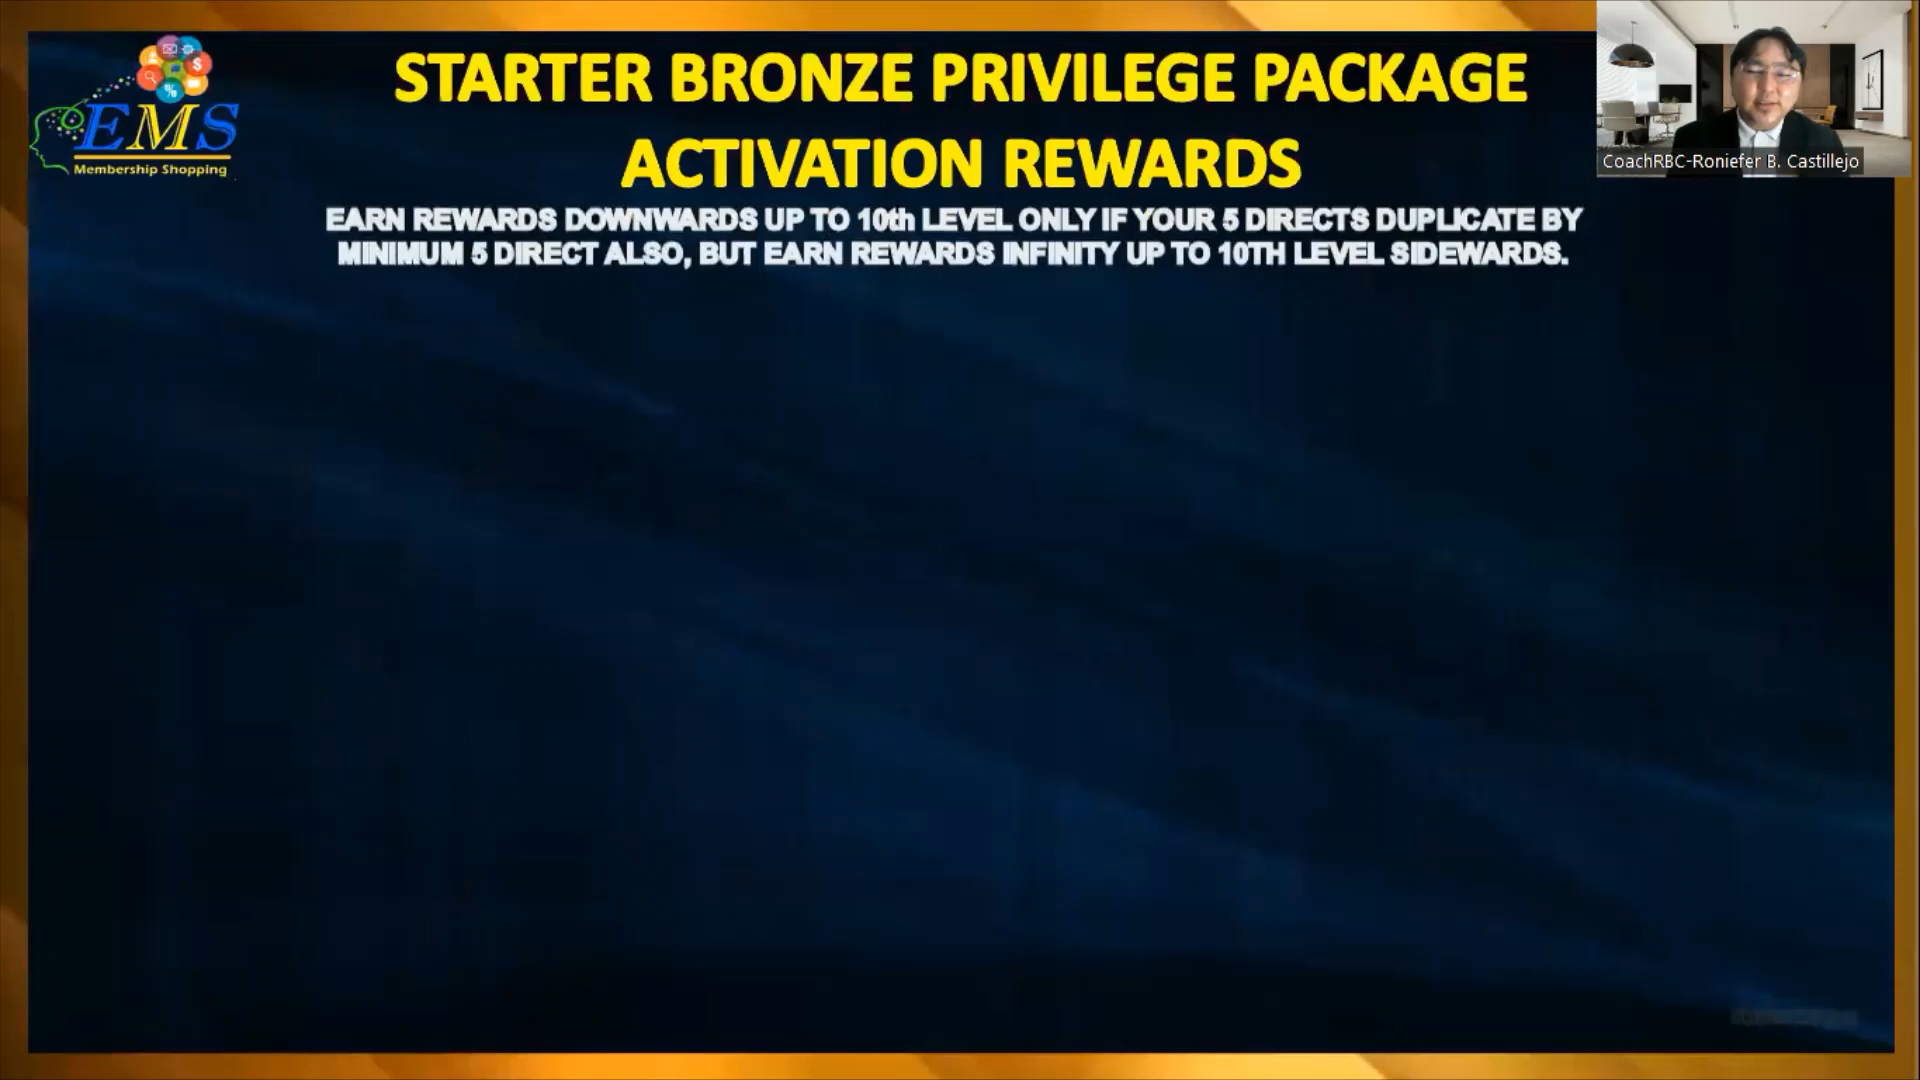 EMS
Membership Shopping
STARTER BRONZE PRIVILEGE PACKAGE
ACTIVATION REWARDS
EARN REWARDS DOWNWARDS UP TO 10th LEVEL ONLY IF YOUR 5 DIRECTS DUPLICATE BY
MINIMUM 5 DIRECT ALSO, BUT EARN REWARDS INFINITY UP TO 10TH LEVEL SIDEWARDS.
CoachRBC-Roniefer B. Castillejo